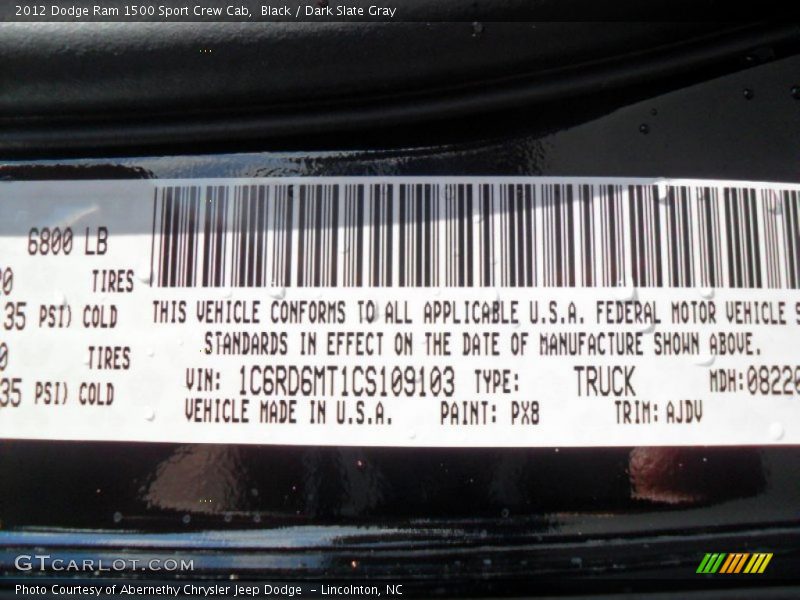 2012 Dodge Ram 1500 Sport Crew Cab, Black / Dark Slate Gray
6800 LB
TIRES
35 PSI) COLD
TIRES
35 PSI) COLD
THIS VEHICLE CONFORMS TO ALL APPLICABLE U.S.A. FEDERAL MOTOR VEHICLE S
STANDARDS IN EFFECT ON THE DATE OF MANUFACTURE SHOWN ABOVE.
VIN: 1C6RD6MT1CS109103 TYPE: TRUCK MDH:08220
VEHICLE MADE IN U.S.A. PAINT: PX8 TRIM: AJDV
GTCARLOT.COM
Photo Courtesy of Abernethy Chrysler Jeep Dodge - Lincolnton, NC